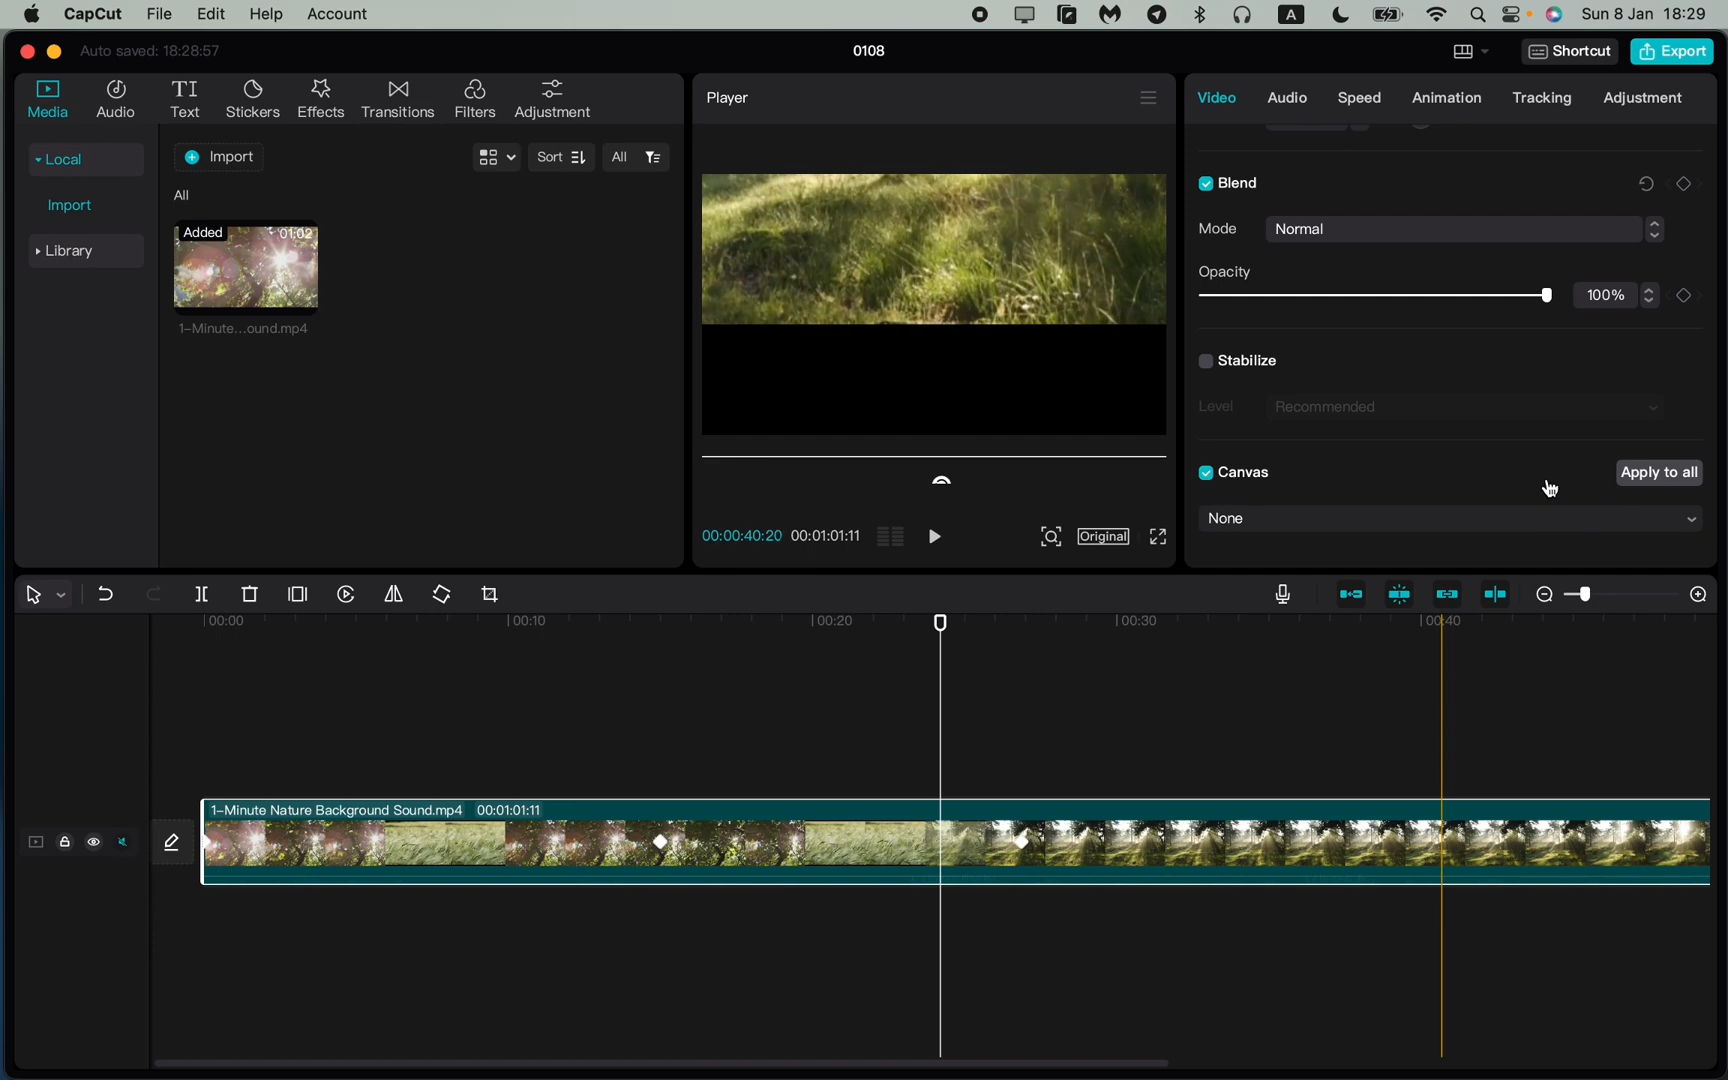 CapCut File Edit Help Account A Sun 8 Jan 18:29
Auto saved: 18:28:57 0108 Shortcut Export
Media Audio TI Text Stickers Effects Transitions Filters Adjustment
Local
Import
Library
Import Sort All
All
Added 01:02
1-Minute...ound.mp4
Player
00:00:40:20 00:01:01:11 Original
Video Audio Speed Animation Tracking Adjustment
Blend
Mode Normal
Opacity
100%
Stabilize
Level Recommended
Canvas Apply to all
None
00:00 00:10 00:20 00:30 00:40
1-Minute Nature Background Sound.mp4 00:01:01:11